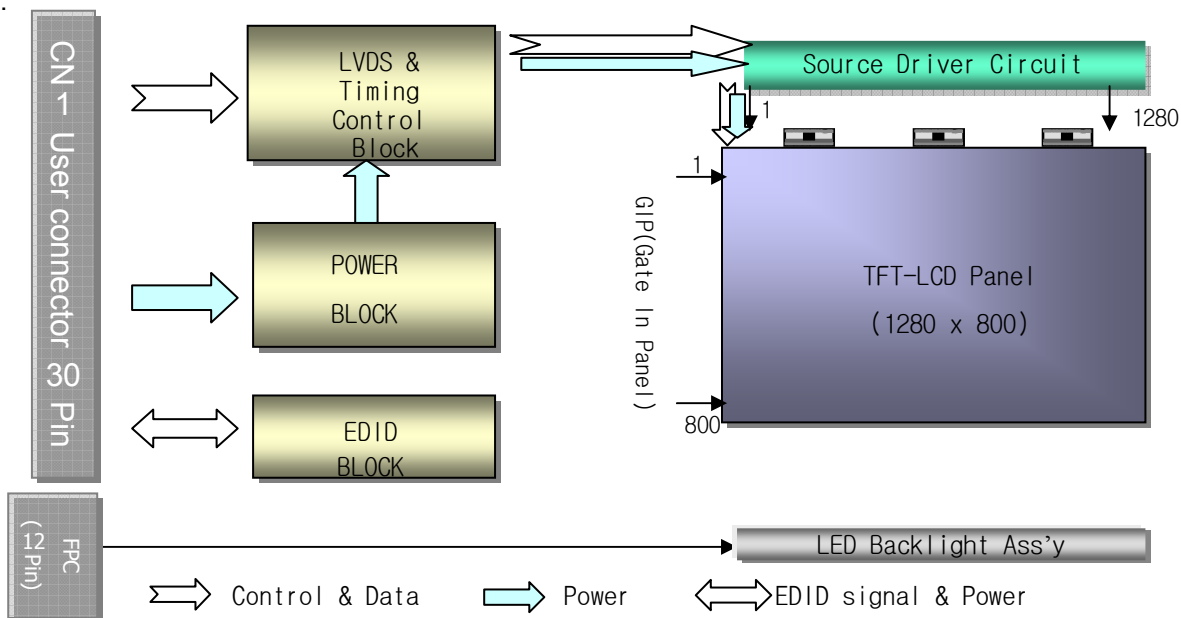 .
CN 1 User connector 30 Pin
LVDS &
Timing
Control
Block
POWER
BLOCK
EDID
BLOCK
Source Driver Circuit
1
1280
1
GIP(Gate In Panel)
800
TFT-LCD Panel
(1280 x 800)
FPC
(12 Pin)
LED Backlight Ass’y
Control & Data
Power
EDID signal & Power